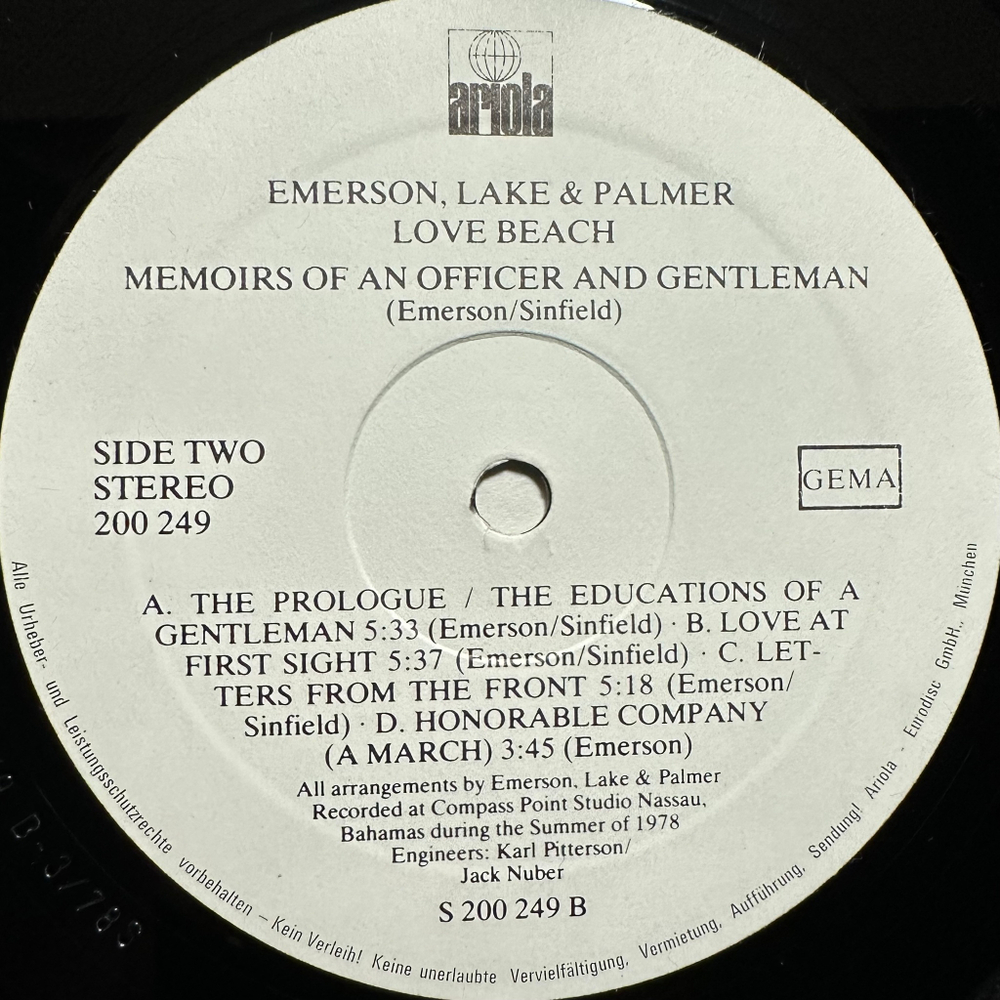 ariola
EMERSON, LAKE & PALMER
LOVE BEACH
MEMOIRS OF AN OFFICER AND GENTLEMAN
(Emerson/Sinfield)
SIDE TWO
STEREO
200 249
GEMA
A. THE PROLOGUE / THE EDUCATIONS OF A
GENTLEMAN 5:33 (Emerson/Sinfield) · B. LOVE AT
FIRST SIGHT 5:37 (Emerson/Sinfield) · C. LET-
TERS FROM THE FRONT 5:18 (Emerson/
Sinfield) · D. HONORABLE COMPANY
(A MARCH) 3:45 (Emerson)
All arrangements by Emerson, Lake & Palmer
Recorded at Compass Point Studio Nassau,
Bahamas during the Summer of 1978
Engineers: Karl Pitterson/
Jack Nuber
S 200 249 B
Alle Urheber- und Leistungsschutzrechte vorbehalten – Kein Verleih! Keine unerlaubte Vervielfältigung, Vermietung, Aufführung, Sendung! Ariola - Eurodisc GmbH., München
B-3/78S